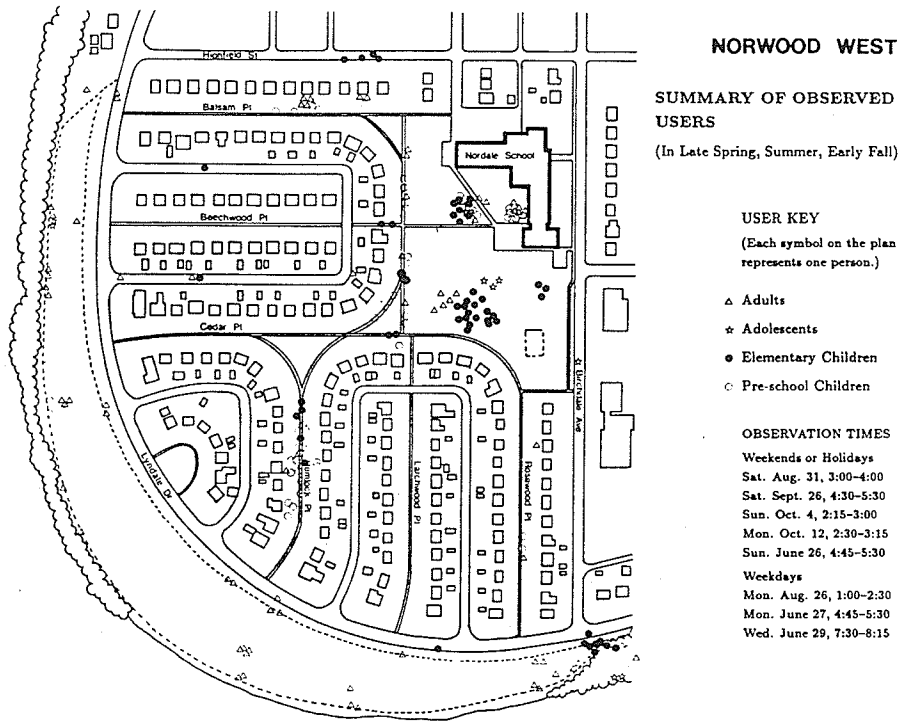 NORWOOD WEST
SUMMARY OF OBSERVED
USERS
(In Late Spring, Summer, Early Fall)
USER KEY
(Each symbol on the plan
represents one person.)
Adults
Adolescents
Elementary Children
Pre-school Children
OBSERVATION TIMES
Weekends or Holidays
Sat. Aug. 31, 3:00-4:00
Sat. Sept. 26, 4:30-5:30
Sun. Oct. 4, 2:15-3:00
Mon. Oct. 12, 2:30-3:15
Sun. June 26, 4:45-5:30
Weekdays
Mon. Aug. 26, 1:00-2:30
Mon. June 27, 4:45-5:30
Wed. June 29, 7:30-8:15
Highfield St
Balsam Pl
Nordale School
Beechwood Pl
Cedar Pl
Lyndale Dr
Hemlock Pl
Larchwood Pl
Rosewood Pl
Birchdale Ave